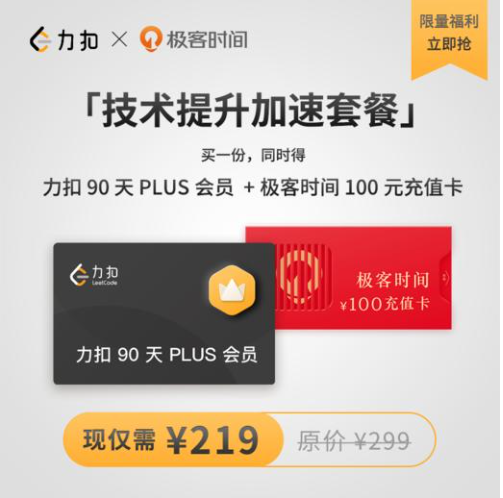 力扣 × 极客时间
限量福利
立即抢
「技术提升加速套餐」
买一份，同时得
力扣 90 天 PLUS 会员 + 极客时间 100 元充值卡
力扣
LeetCode
力扣 90 天 PLUS 会员
极客时间
¥100充值卡
现仅需 ¥219
原价 ¥299